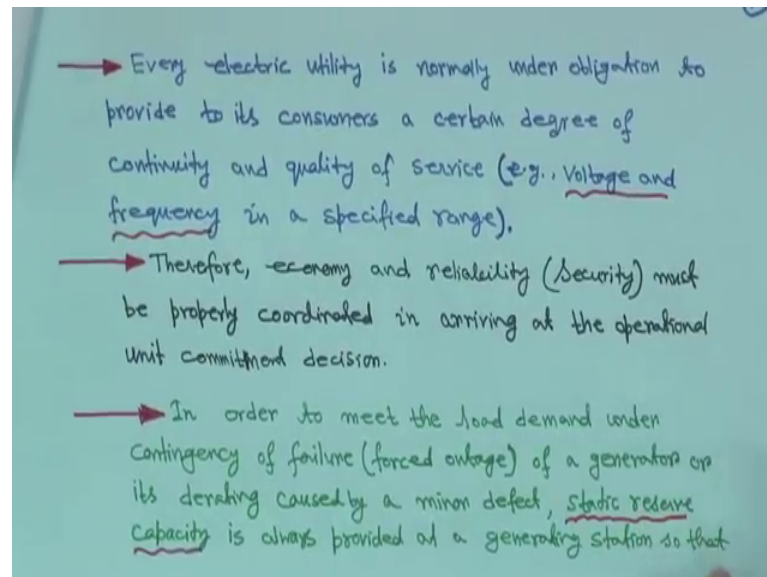 Every electric utility is normally under obligation to
provide to its consumers a certain degree of
continuity and quality of service (e.g., Voltage and
frequency in a specified range).
Therefore, economy and reliability (Security) must
be properly coordinated in arriving at the operational
unit commitment decision.
In order to meet the load demand under
Contingency of failure (forced outage) of a generator or
its derating caused by a minor defect, static reserve
capacity is always provided at a generating station so that